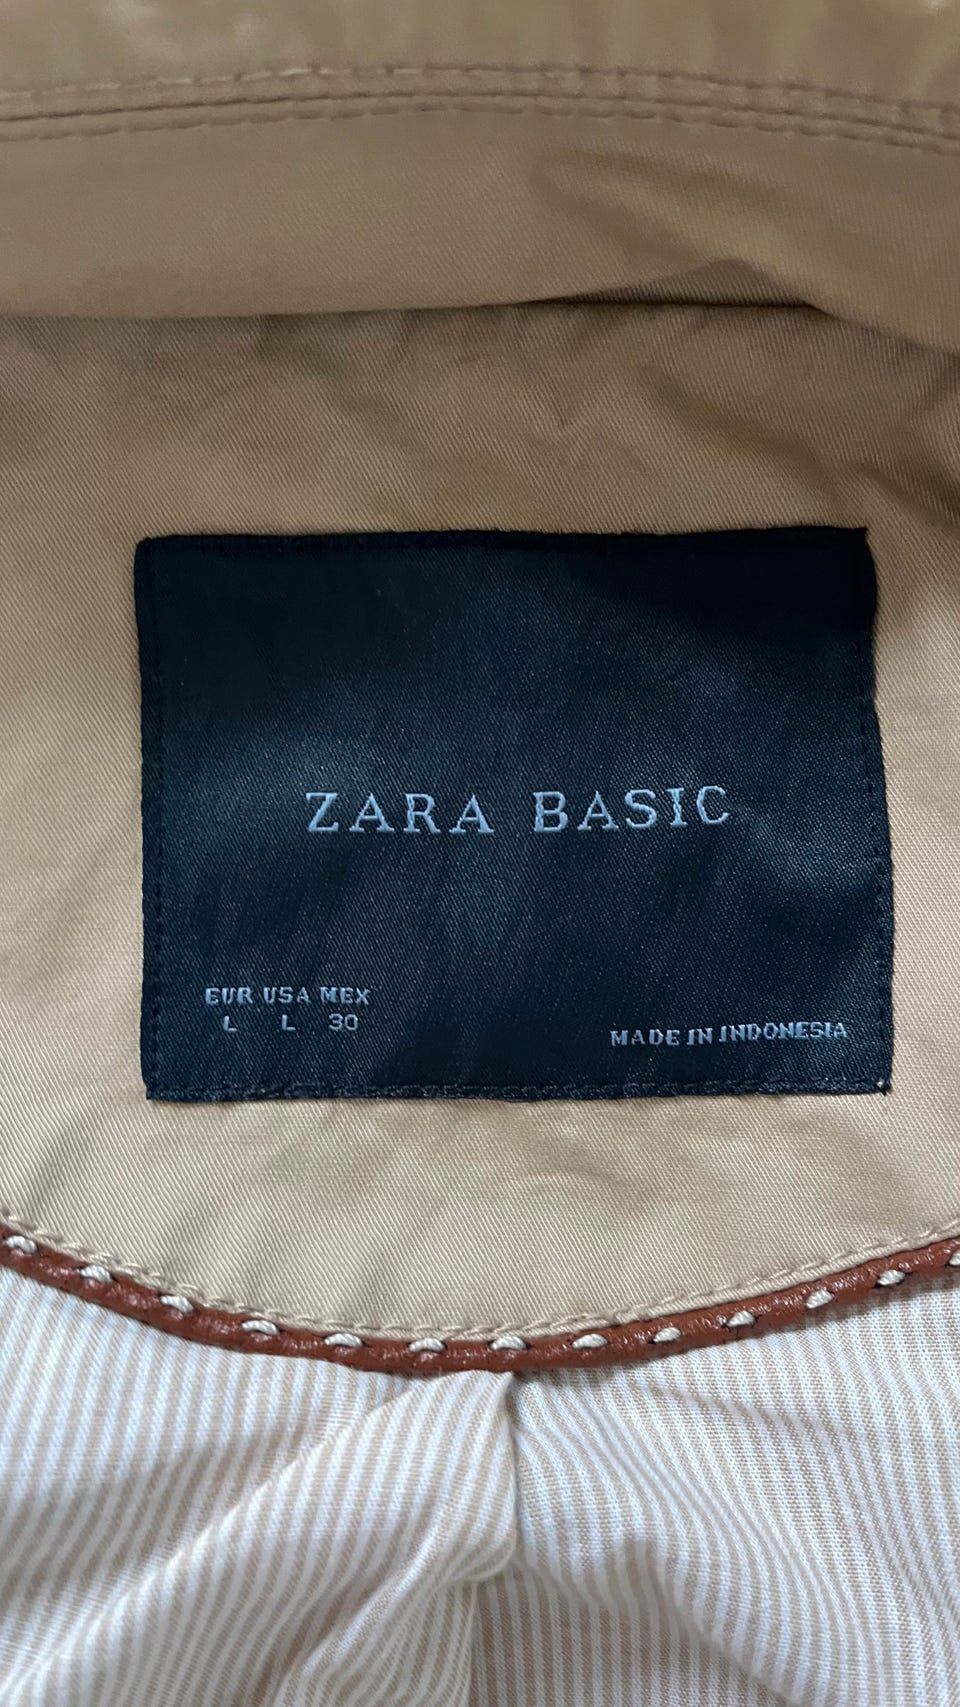 ZARA BASIC
EUR USA MEX
L L 30
MADE IN INDONESIA